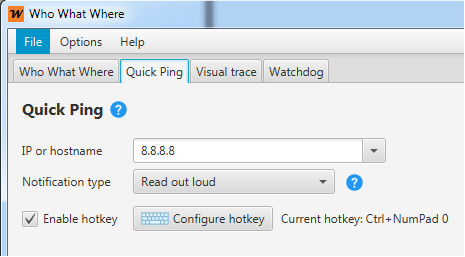 Who What Where
File Options Help
Who What Where Quick Ping Visual trace Watchdog
Quick Ping ?
IP or hostname 8.8.8.8
Notification type Read out loud ?
Enable hotkey Configure hotkey Current hotkey: Ctrl+NumPad 0